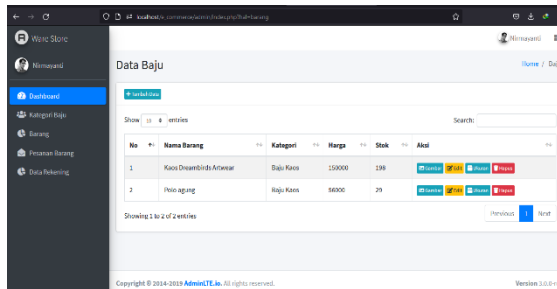 localhost/e_commerce/admin/index.php?hal=barang
Ware Store
Nirmayanti
Nirmayanti
Dashboard
Kategori Baju
Barang
Pesanan Barang
Data Rekening
Data Baju
Home / Baj
+ Tambah Data
Show 10 entries
Search:
No Nama Barang Kategori Harga Stok Aksi
1 Kaos Dreambirds Artwear Baju Kaos 150000 198 Gambar Edit Ukuran Hapus
2 Polo agung Baju Kaos 56000 29 Gambar Edit Ukuran Hapus
Showing 1 to 2 of 2 entries
Previous 1 Next
Copyright © 2014-2019 AdminLTE.io. All rights reserved.
Version 3.0.0-r